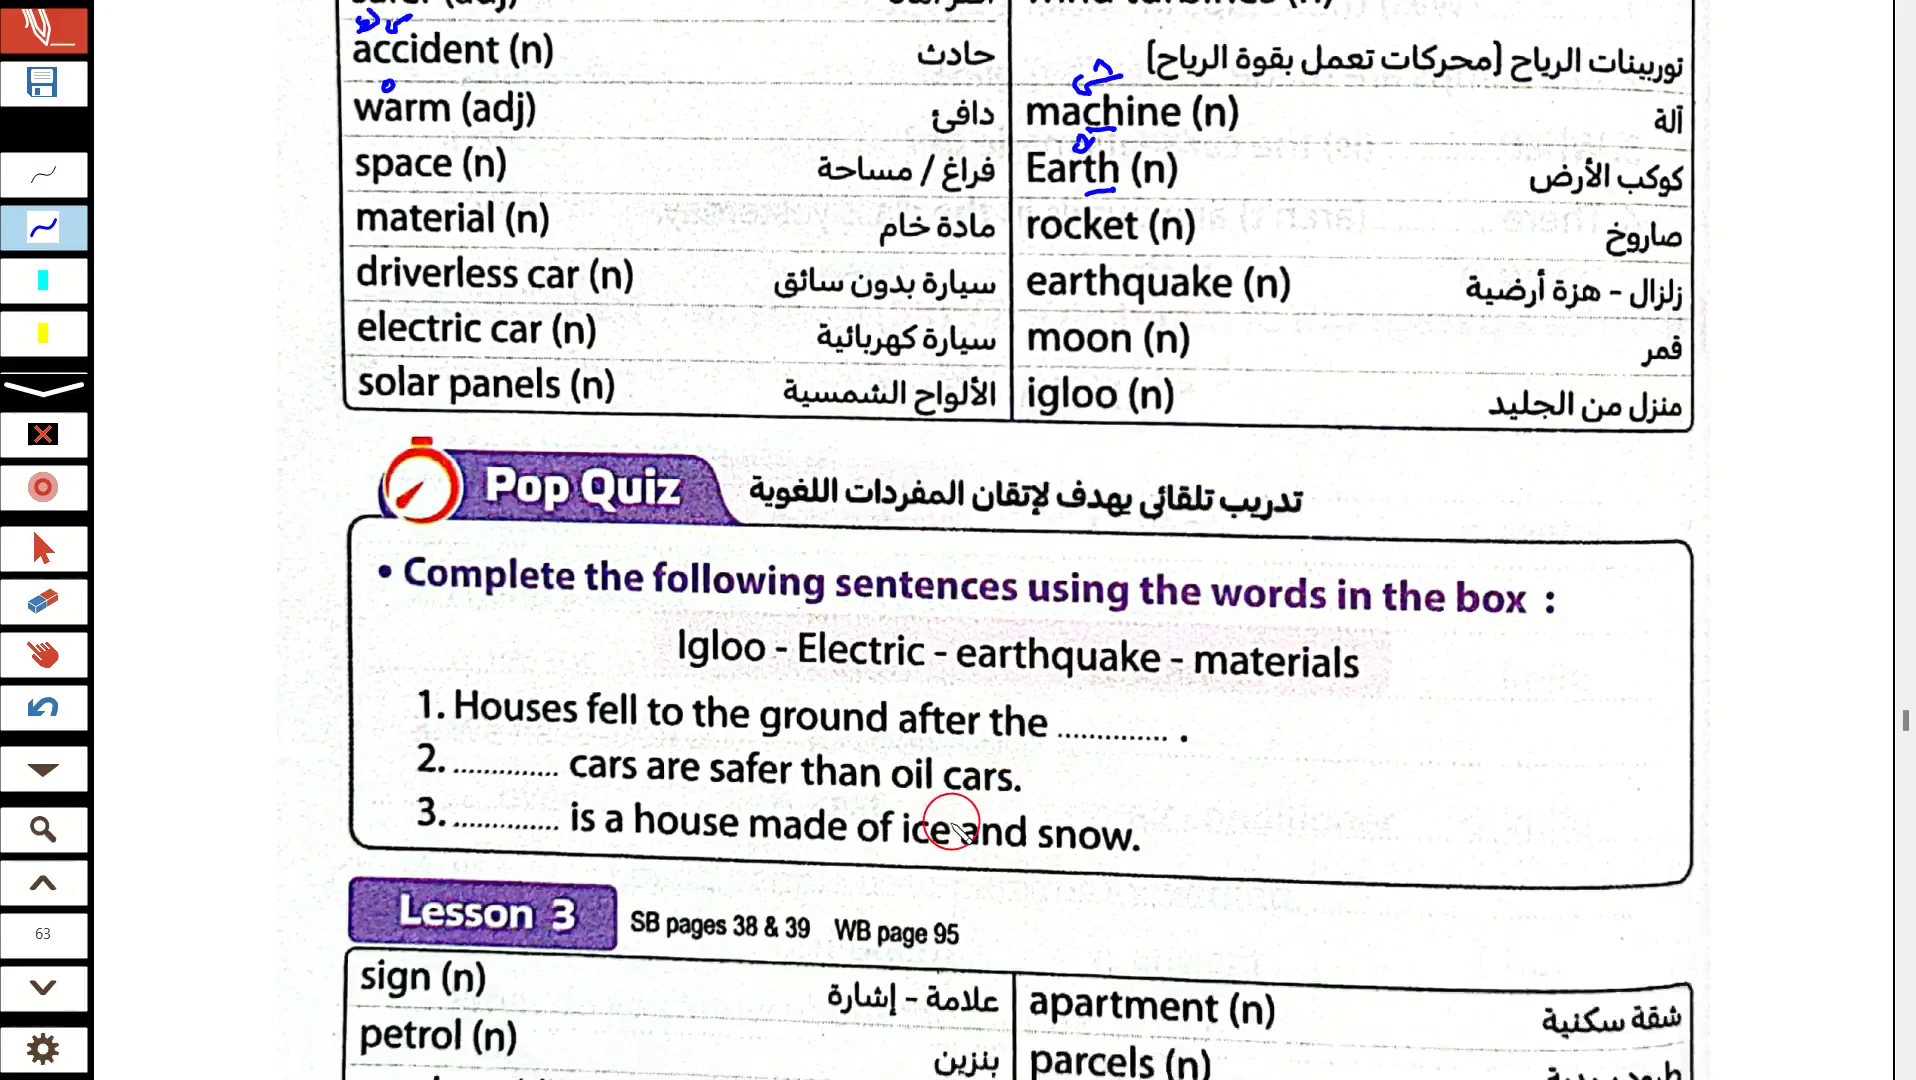 accident (n) حادث
توربينات الرياح [محركات تعمل بقوة الرياح]
warm (adj) دافئ
machine (n) آلة
space (n) فراغ / مساحة
Earth (n) كوكب الأرض
material (n) مادة خام
rocket (n) صاروخ
driverless car (n) سيارة بدون سائق
earthquake (n) زلزال - هزة أرضية
electric car (n) سيارة كهربائية
moon (n) قمر
solar panels (n) الألواح الشمسية
igloo (n) منزل من الجليد
Pop Quiz تدريب تلقائى يهدف لإتقان المفردات اللغوية
• Complete the following sentences using the words in the box :
Igloo - Electric - earthquake - materials
1. Houses fell to the ground after the .............. .
2. .............. cars are safer than oil cars.
3. .............. is a house made of ice and snow.
Lesson 3 SB pages 38 & 39 WB page 95
sign (n) علامة - إشارة
apartment (n) شقة سكنية
petrol (n) بنزين
parcels (n)
63